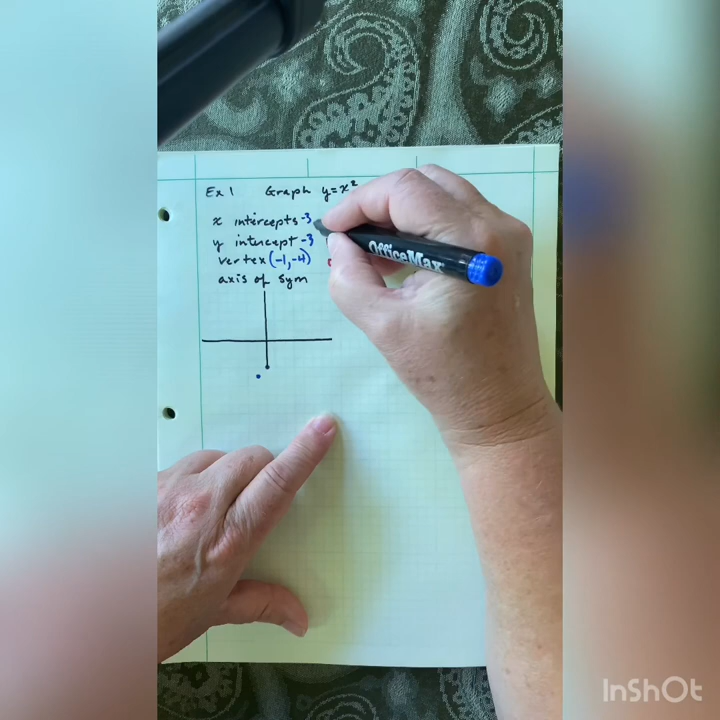 Ex 1 Graph y = x²
x intercepts -3
y intercept -3
vertex (-1, -4)
axis of Sym
OfficeMax
InShOt